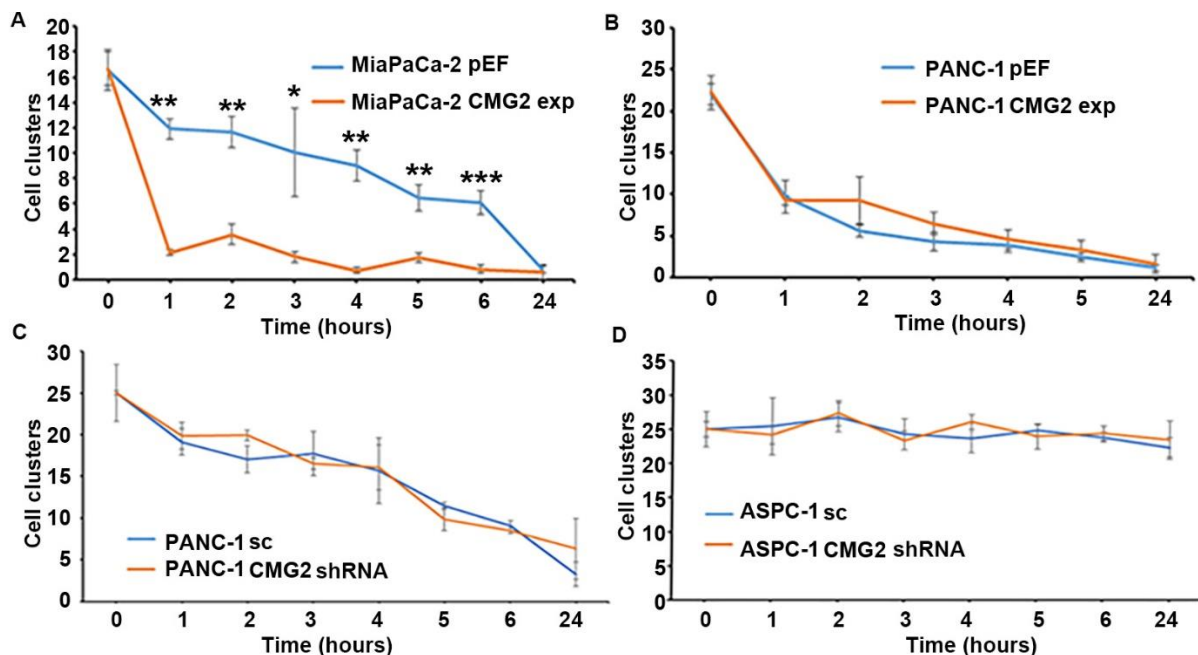 A
20
18
16
14
12
10
8
6
4
2
0
Cell clusters
MiaPaCa-2 pEF
MiaPaCa-2 CMG2 exp
** ** * ** ** ***
0 1 2 3 4 5 6 24
Time (hours)
B
30
25
20
15
10
5
0
Cell clusters
PANC-1 pEF
PANC-1 CMG2 exp
0 1 2 3 4 5 24
Time (hours)
C
30
25
20
15
10
5
0
Cell clusters
PANC-1 sc
PANC-1 CMG2 shRNA
0 1 2 3 4 5 6 24
Time (hours)
D
35
30
25
20
15
10
5
0
Cell clusters
ASPC-1 sc
ASPC-1 CMG2 shRNA
0 1 2 3 4 5 6 24
Time (hours)